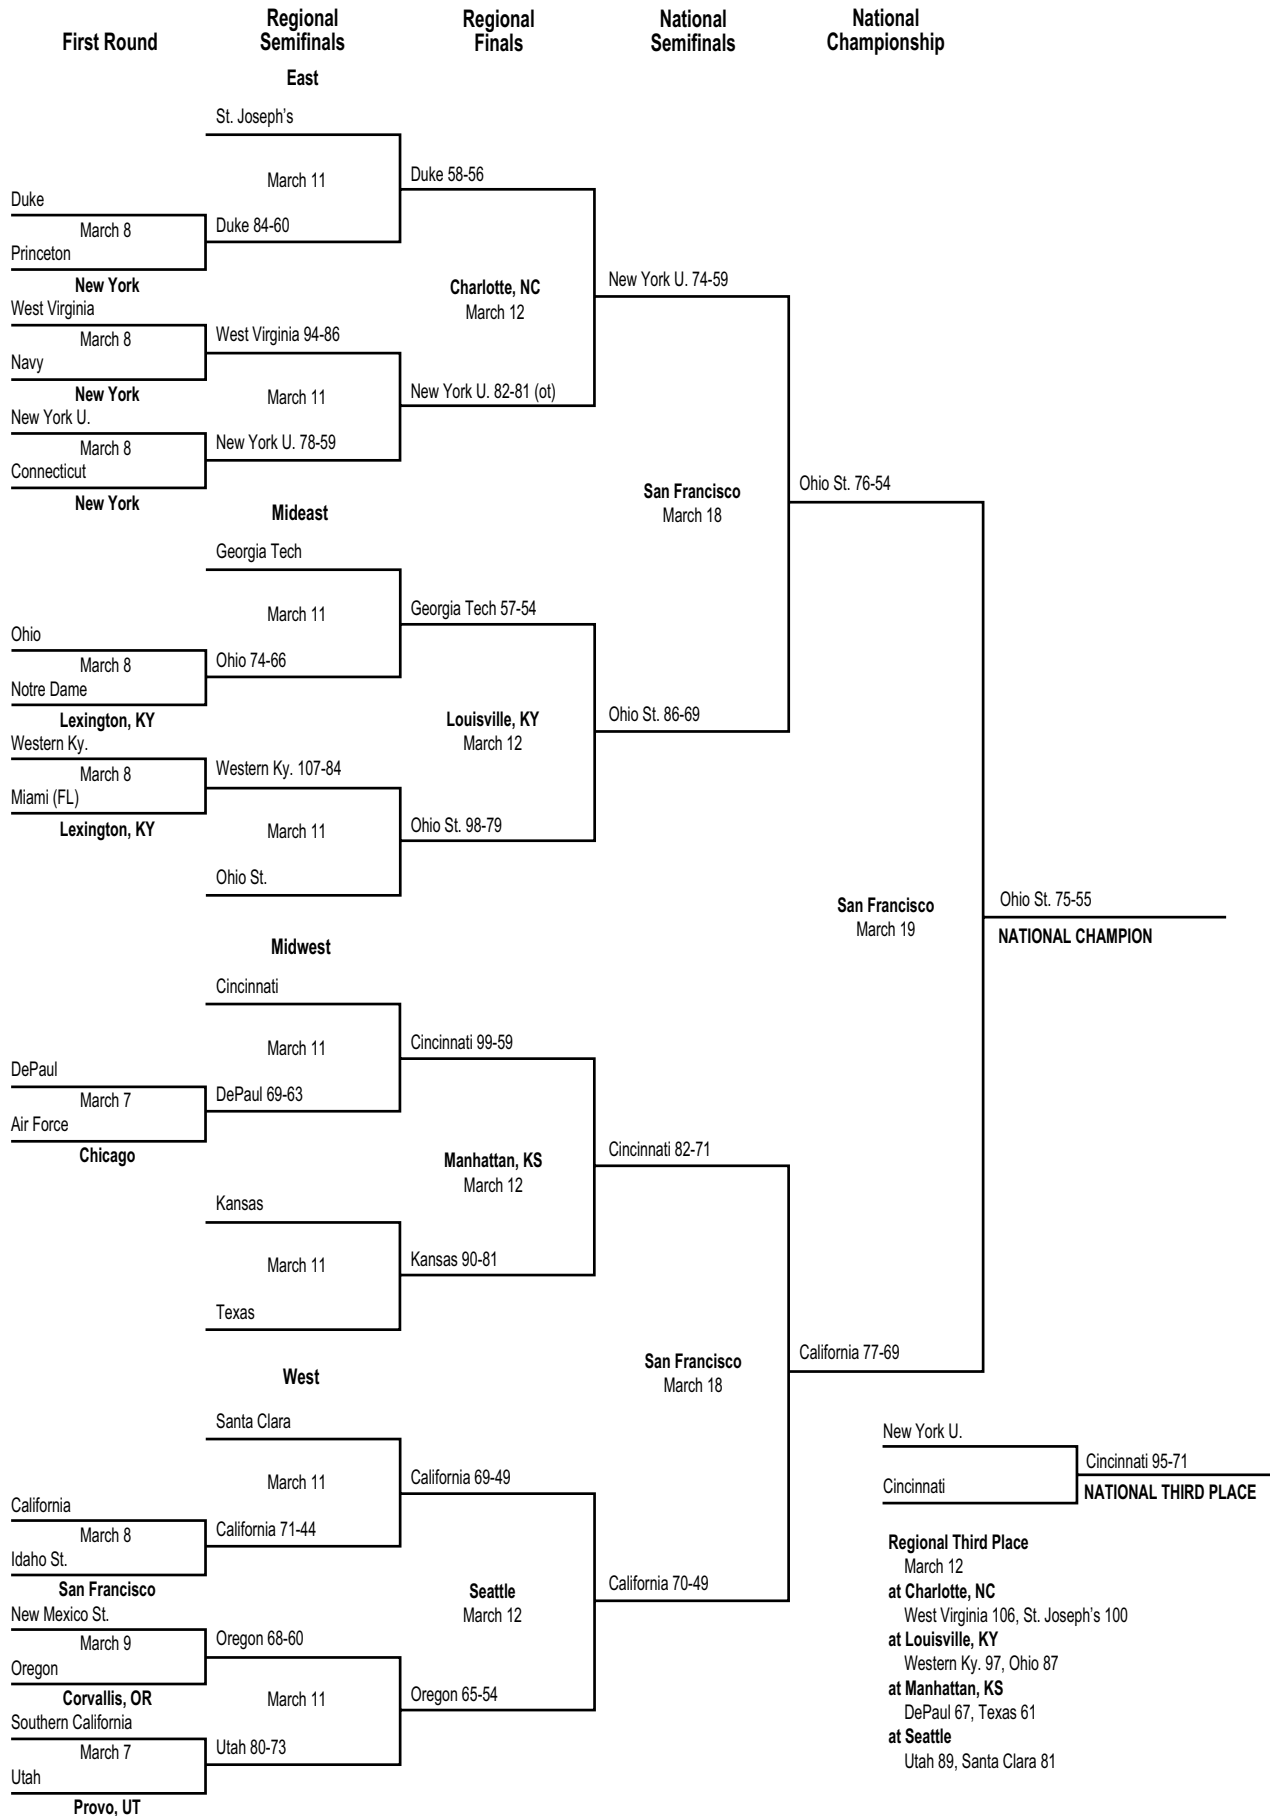 First Round
Regional
Semifinals
Regional
Finals
National
Semifinals
National
Championship
East
St. Joseph’s
March 11
Duke 58-56
Duke
March 8
Duke 84-60
Princeton
New York
Charlotte, NC
March 12
New York U. 74-59
West Virginia
March 8
West Virginia 94-86
Navy
New York
March 11
New York U. 82-81 (ot)
New York U.
March 8
New York U. 78-59
Connecticut
New York
San Francisco
March 18
Ohio St. 76-54
Mideast
Georgia Tech
March 11
Georgia Tech 57-54
Ohio
March 8
Ohio 74-66
Notre Dame
Lexington, KY
Louisville, KY
March 12
Ohio St. 86-69
Western Ky.
March 8
Western Ky. 107-84
Miami (FL)
Lexington, KY
March 11
Ohio St. 98-79
Ohio St.
San Francisco
March 19
Ohio St. 75-55
NATIONAL CHAMPION
Midwest
Cincinnati
March 11
Cincinnati 99-59
DePaul
March 7
DePaul 69-63
Air Force
Chicago
Manhattan, KS
March 12
Cincinnati 82-71
Kansas
March 11
Kansas 90-81
Texas
San Francisco
March 18
California 77-69
West
Santa Clara
March 11
California 69-49
California
March 8
California 71-44
Idaho St.
San Francisco
Seattle
March 12
California 70-49
New Mexico St.
March 9
Oregon 68-60
Oregon
Corvallis, OR
March 11
Oregon 65-54
Southern California
March 7
Utah 80-73
Utah
Provo, UT
New York U.
Cincinnati 95-71
Cincinnati
NATIONAL THIRD PLACE
Regional Third Place
March 12
at Charlotte, NC
West Virginia 106, St. Joseph’s 100
at Louisville, KY
Western Ky. 97, Ohio 87
at Manhattan, KS
DePaul 67, Texas 61
at Seattle
Utah 89, Santa Clara 81